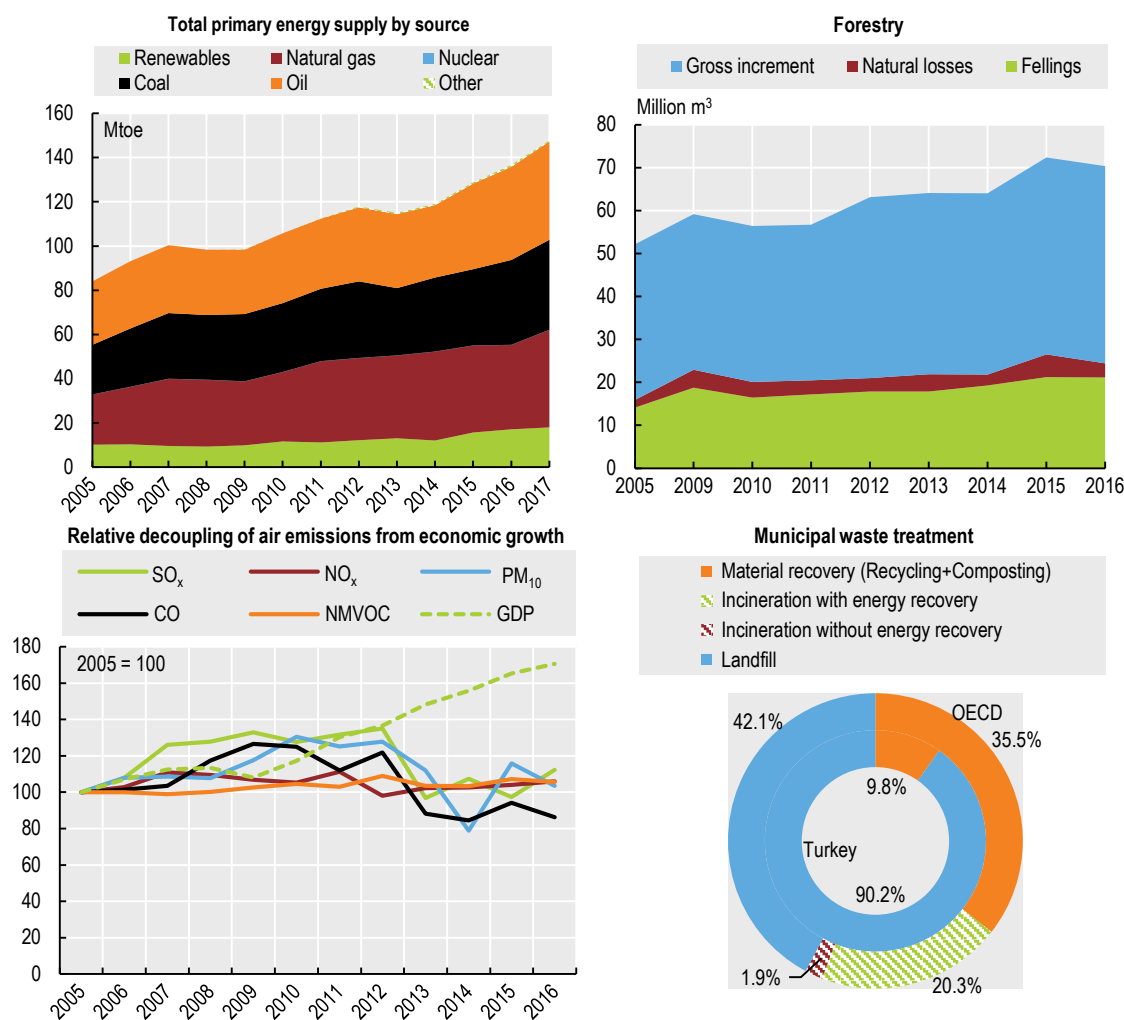 Total primary energy supply by source
Renewables Natural gas Nuclear
Coal Oil Other
Mtoe
160
140
120
100
80
60
40
20
0
2005 2006 2007 2008 2009 2010 2011 2012 2013 2014 2015 2016 2017
Forestry
Gross increment Natural losses Fellings
Million m³
80
70
60
50
40
30
20
10
0
2005 2009 2010 2011 2012 2013 2014 2015 2016
Relative decoupling of air emissions from economic growth
SOₓ NOₓ PM₁₀
CO NMVOC GDP
2005 = 100
180
160
140
120
100
80
60
40
20
0
2005 2006 2007 2008 2009 2010 2011 2012 2013 2014 2015 2016
Municipal waste treatment
Material recovery (Recycling+Composting)
Incineration with energy recovery
Incineration without energy recovery
Landfill
42.1%
OECD
35.5%
9.8%
Turkey
90.2%
1.9%
20.3%